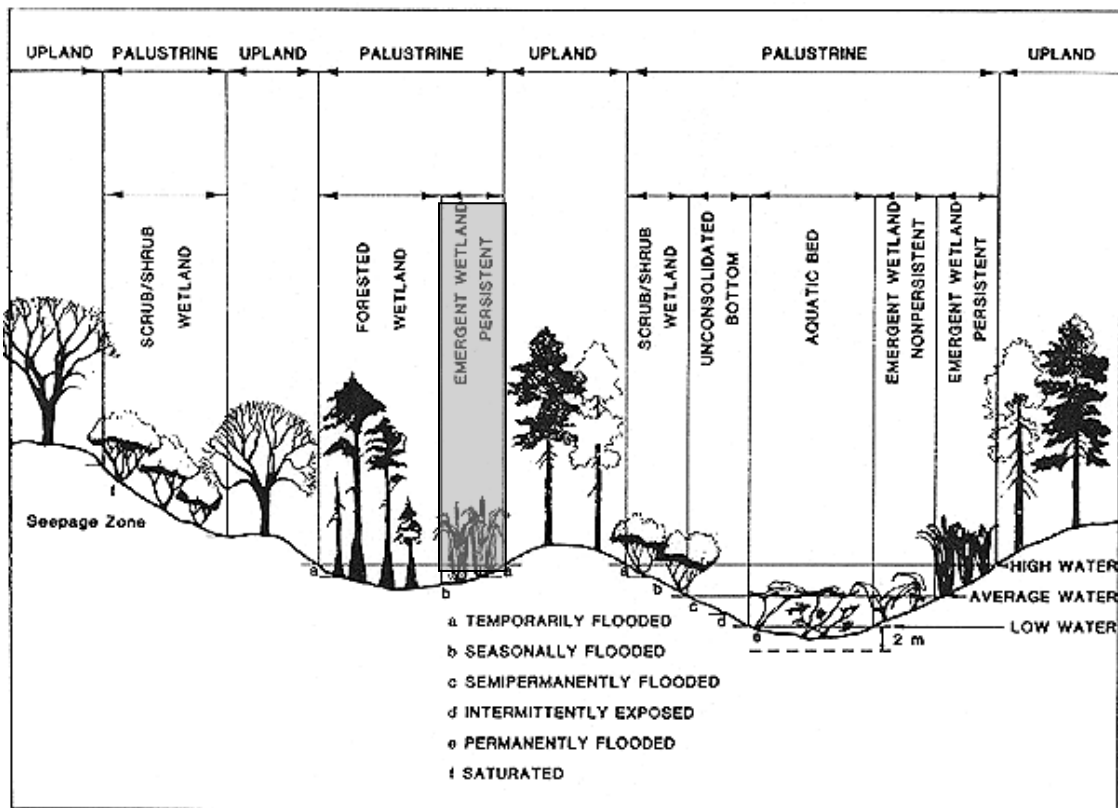 UPLAND PALUSTRINE UPLAND PALUSTRINE UPLAND PALUSTRINE UPLAND
SCRUB/SHRUB
WETLAND
FORESTED
WETLAND
EMERGENT WETLAND
PERSISTENT
SCRUB/SHRUB
WETLAND
UNCONSOLIDATED
BOTTOM
AQUATIC BED
EMERGENT WETLAND
NONPERSISTENT
EMERGENT WETLAND
PERSISTENT
f
Seepage Zone
a
b
a
a
b
c
d
e
HIGH WATER
AVERAGE WATER
LOW WATER
2 m
a TEMPORARILY FLOODED
b SEASONALLY FLOODED
c SEMIPERMANENTLY FLOODED
d INTERMITTENTLY EXPOSED
e PERMANENTLY FLOODED
f SATURATED